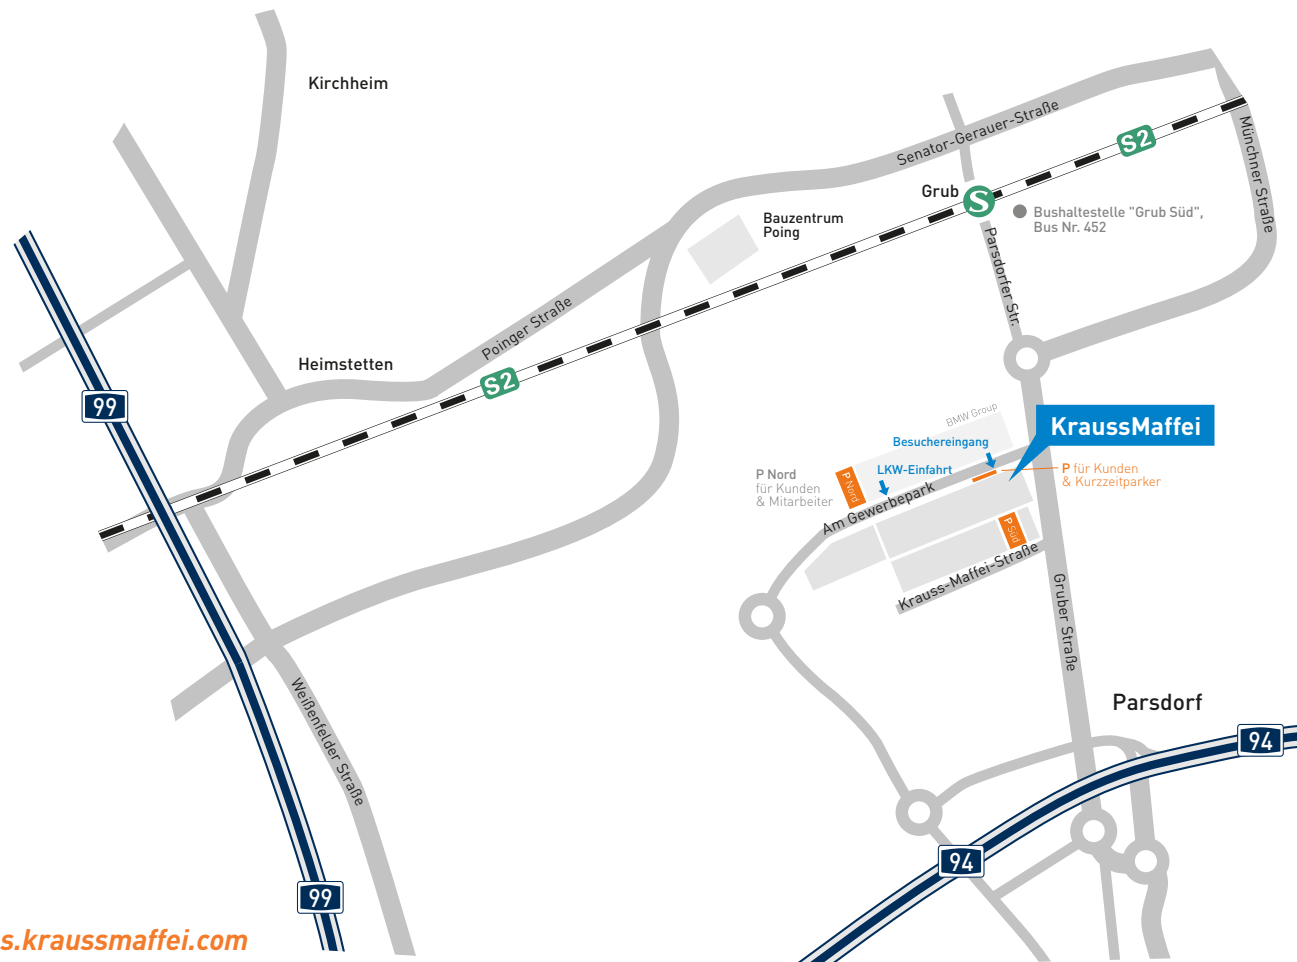 Kirchheim
Senator-Gerauer-Straße
S2
Münchner Straße
Grub
S
Bushaltestelle "Grub Süd",
Bus Nr. 452
Bauzentrum
Poing
Parsdorfer Str.
Poinger Straße
Heimstetten
S2
99
BMW Group
KraussMaffei
Besuchereingang
LKW-Einfahrt
P Nord
für Kunden
& Mitarbeiter
P Nord
P für Kunden
& Kurzzeitparker
Am Gewerbepark
P Süd
Krauss-Maffei-Straße
Gruber Straße
Weißenfelder Straße
Parsdorf
94
94
99
s.kraussmaffei.com